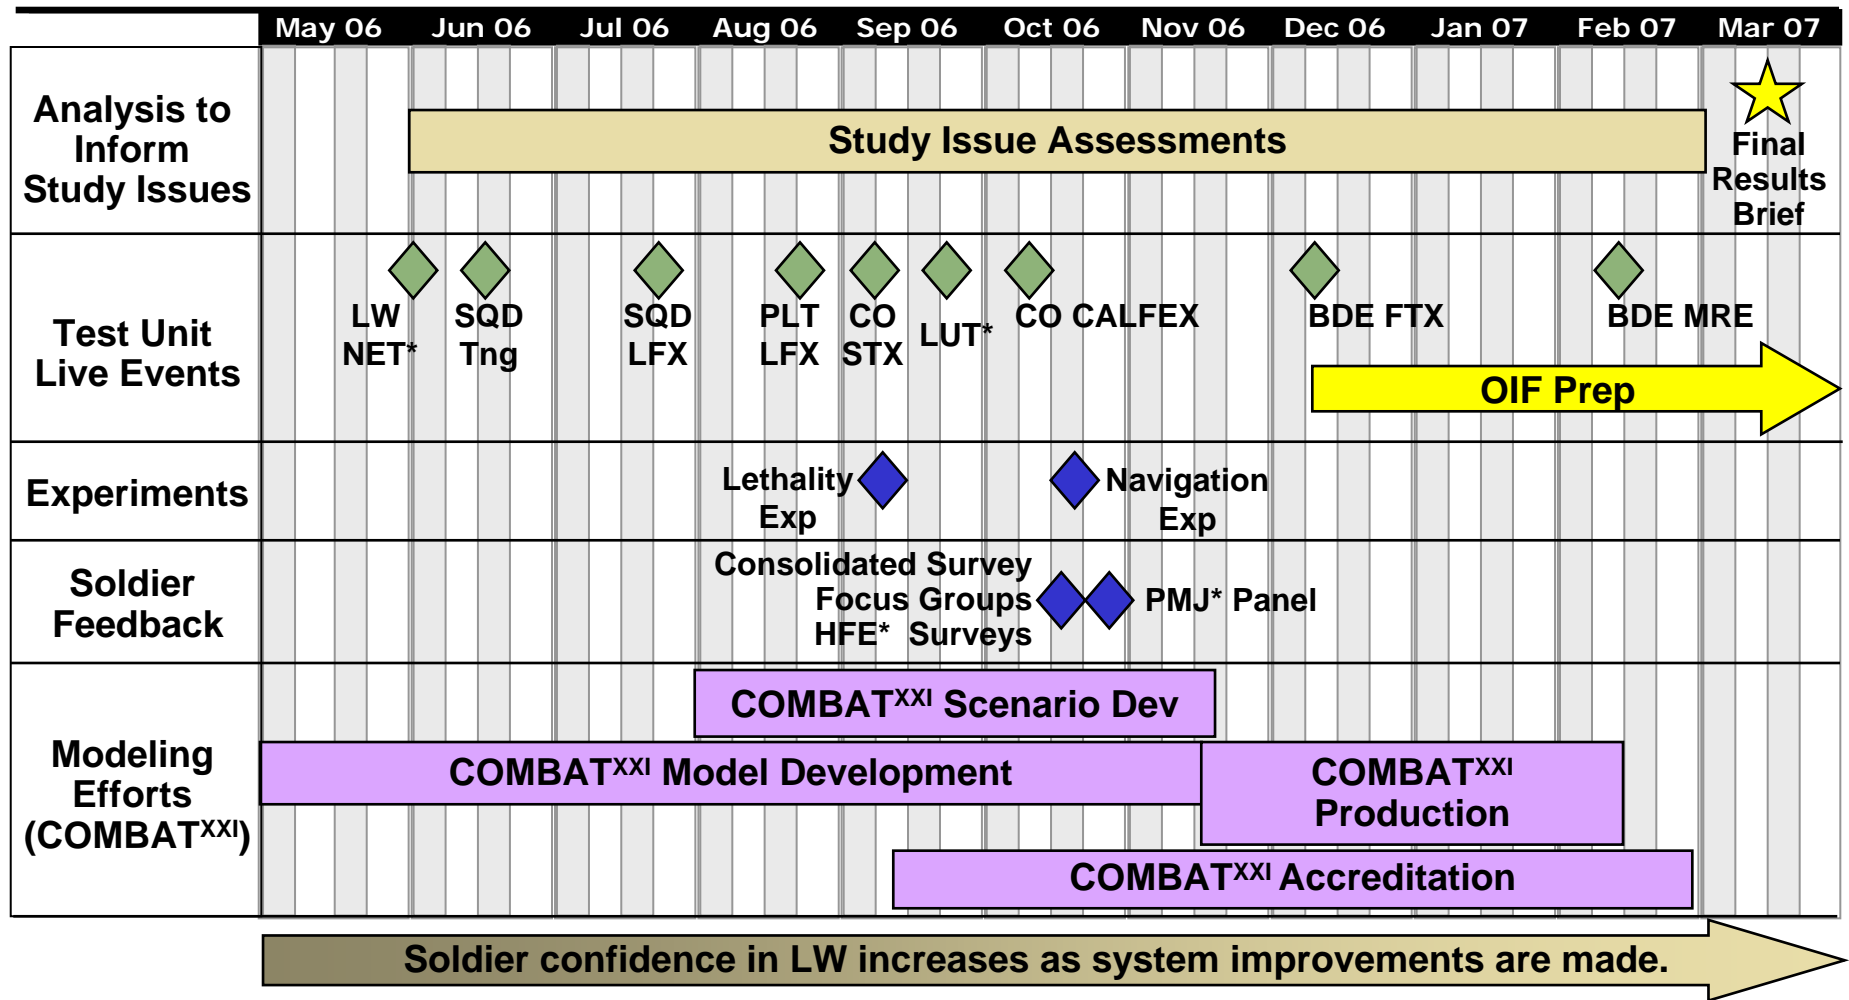 May 06 Jun 06 Jul 06 Aug 06 Sep 06 Oct 06 Nov 06 Dec 06 Jan 07 Feb 07 Mar 07
Analysis to
Inform
Study Issues
Study Issue Assessments
Final
Results
Brief
Test Unit
Live Events
LW
NET*
SQD
Tng
SQD
LFX
PLT
LFX
CO
STX
LUT*
CO CALFEX
BDE FTX
BDE MRE
OIF Prep
Experiments
Lethality
Exp
Navigation
Exp
Soldier
Feedback
Consolidated Survey
Focus Groups
HFE* Surveys
PMJ* Panel
Modeling
Efforts
(COMBATXXI)
COMBATXXI Scenario Dev
COMBATXXI Model Development
COMBATXXI
Production
COMBATXXI Accreditation
Soldier confidence in LW increases as system improvements are made.